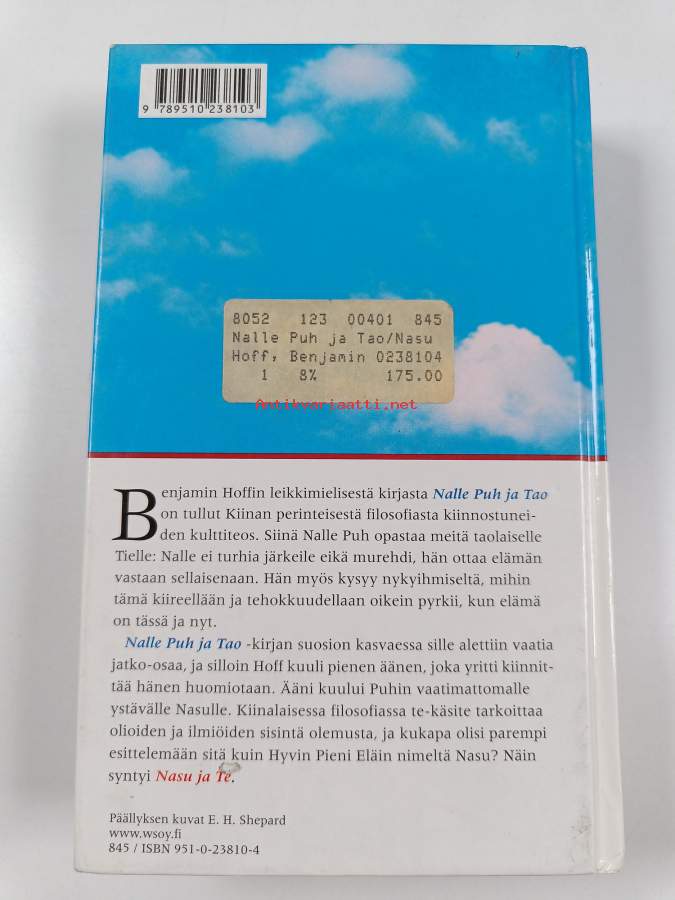 9 789510 238103
8052 123 00401 845
Nalle Puh ja Tao/Nasu
Hoff, Benjamin 0238104
1 8% 175.00
Antikvariaatti.net
Benjamin Hoffin leikkimielisestä kirjasta Nalle Puh ja Tao
on tullut Kiinan perinteisestä filosofiasta kiinnostunei-
den kulttiteos. Siinä Nalle Puh opastaa meitä taolaiselle
Tielle: Nalle ei turhia järkeile eikä murehdi, hän ottaa elämän
vastaan sellaisenaan. Hän myös kysyy nykyihmiseltä, mihin
tämä kiireellään ja tehokkuudellaan oikein pyrkii, kun elämä
on tässä ja nyt.
Nalle Puh ja Tao -kirjan suosion kasvaessa sille alettiin vaatia
jatko-osaa, ja silloin Hoff kuuli pienen äänen, joka yritti kiinnit-
tää hänen huomiotaan. Ääni kuului Puhin vaatimattomalle
ystävälle Nasulle. Kiinalaisessa filosofiassa te-käsite tarkoittaa
olioiden ja ilmiöiden sisintä olemusta, ja kukapa olisi parempi
esittelemään sitä kuin Hyvin Pieni Eläin nimeltä Nasu? Näin
syntyi Nasu ja Te.
Päällyksen kuvat E. H. Shepard
www.wsoy.fi
845 / ISBN 951-0-23810-4